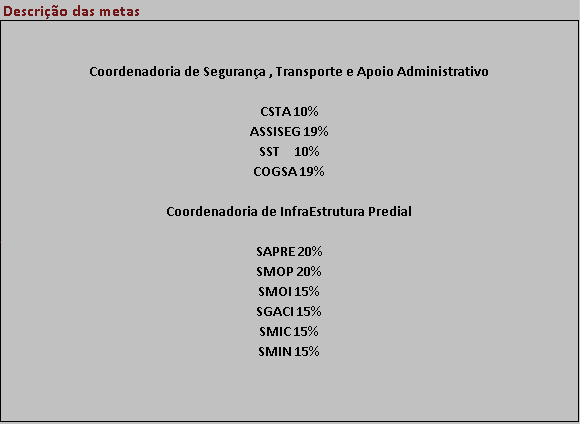 Descrição das metas
Coordenadoria de Segurança , Transporte e Apoio Administrativo
CSTA 10%
ASSISEG 19%
SST 10%
COGSA 19%
Coordenadoria de InfraEstrutura Predial
SAPRE 20%
SMOP 20%
SMOI 15%
SGACI 15%
SMIC 15%
SMIN 15%